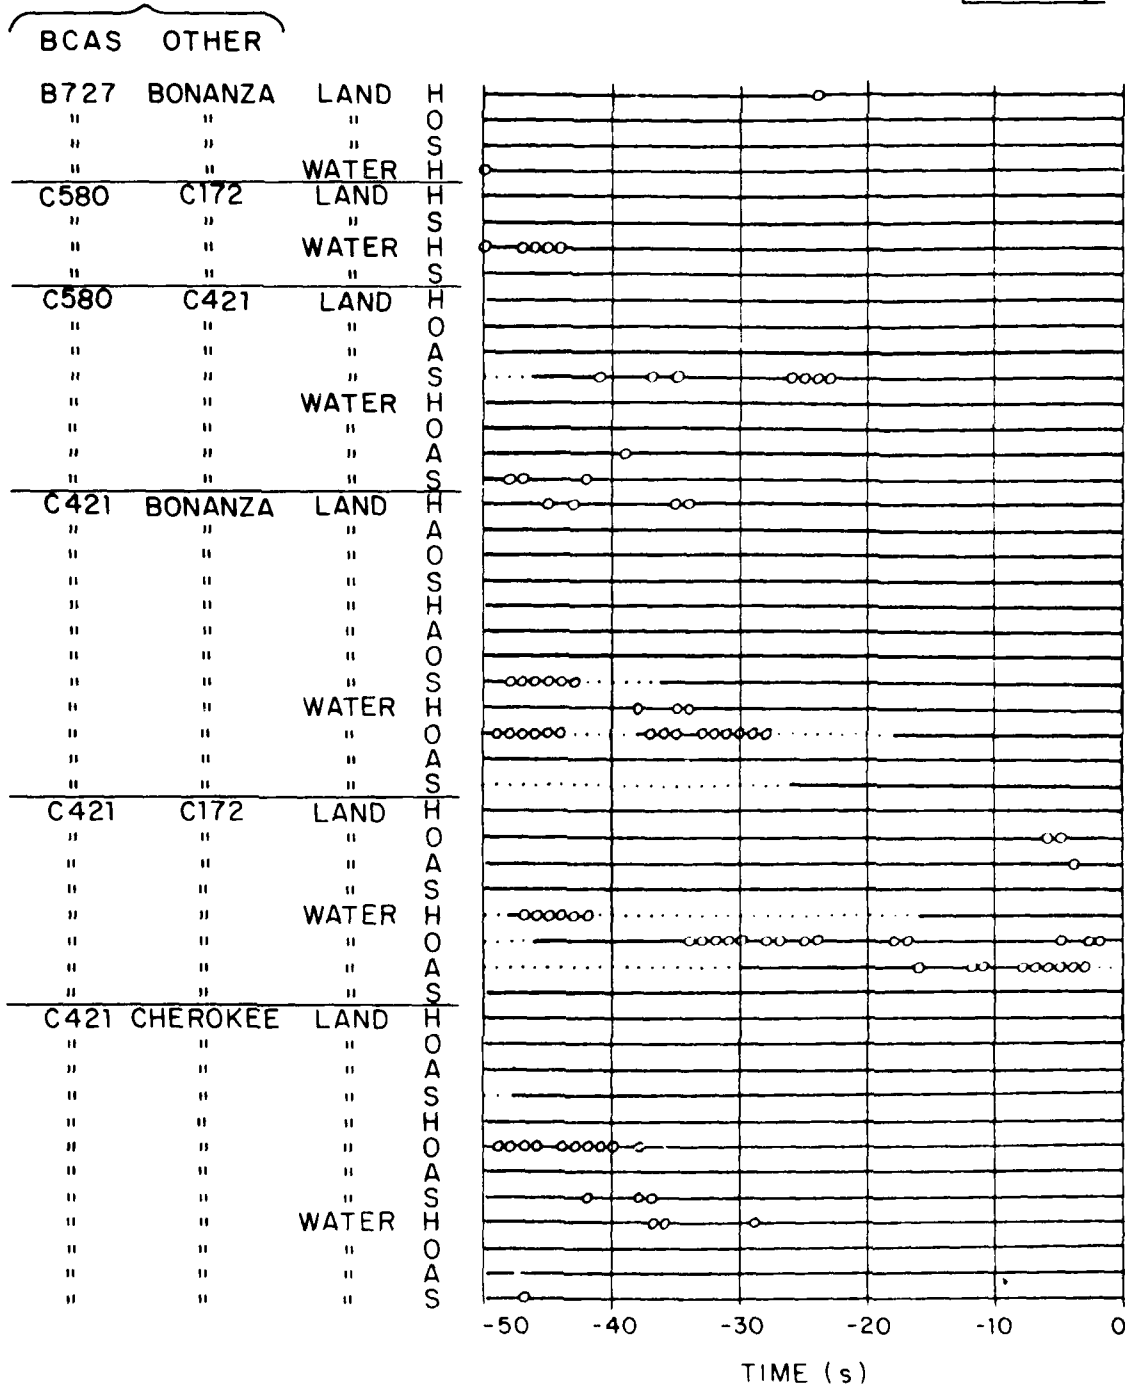 BCAS OTHER
B727 BONANZA LAND H
" " " O
" " " S
" " WATER H
C580 C172 LAND H
" " " S
" " WATER H
" " " S
C580 C421 LAND H
" " " O
" " " A
" " " S
" " WATER H
" " " O
" " " A
" " " S
C421 BONANZA LAND H
" " " A
" " " O
" " " S
" " " H
" " " A
" " " O
" " " S
" " WATER H
" " " O
" " " A
" " " S
C421 C172 LAND H
" " " O
" " " A
" " " S
" " WATER H
" " " O
" " " A
" " " S
C421 CHEROKEE LAND H
" " " O
" " " A
" " " S
" " " H
" " " O
" " " A
" " " S
" " WATER H
" " " O
" " " A
" " " S
-50 -40 -30 -20 -10 0
TIME (s)